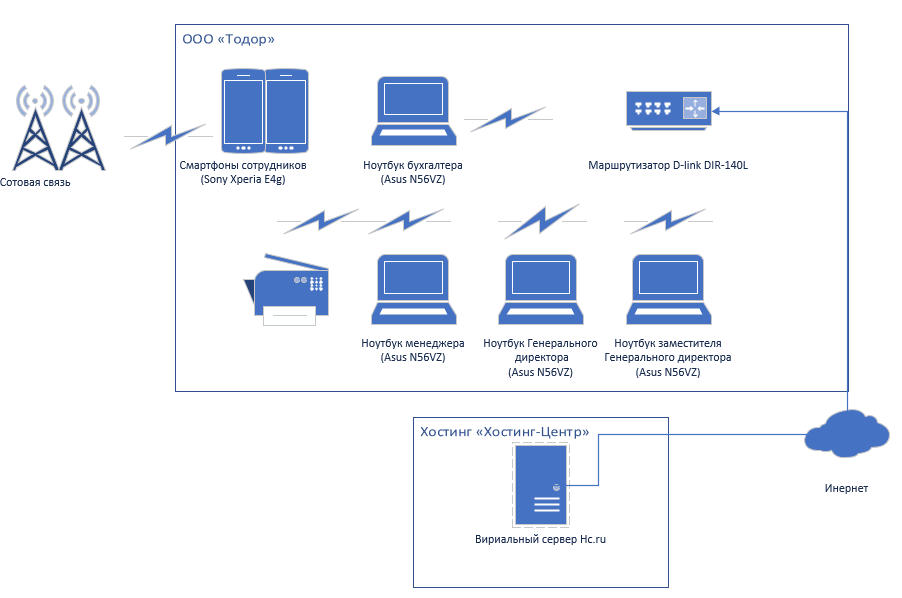 ООО «Тодор»
Сотовая связь
Смартфоны сотрудников
(Sony Xperia E4g)
Ноутбук бухгалтера
(Asus N56VZ)
Маршрутизатор D-link DIR-140L
Ноутбук менеджера
(Asus N56VZ)
Ноутбук Генерального
директора
(Asus N56VZ)
Ноутбук заместителя
Генерального директора
(Asus N56VZ)
Хостинг «Хостинг-Центр»
Вириальный сервер Hc.ru
Инернет